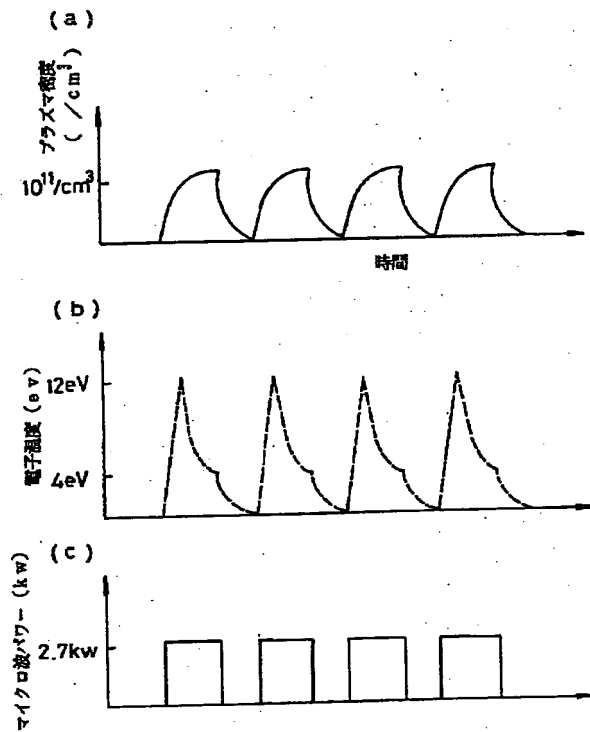 (a)
プラズマ密度
( /cm³)
10¹¹/cm³
時間
(b)
電子温度(ev)
12eV
4eV
(c)
マイクロ波パワー(kw)
2.7kw